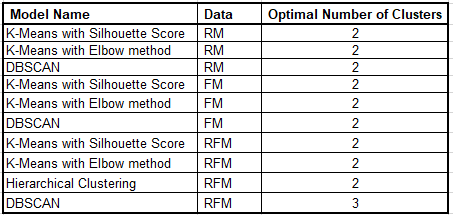 Model Name Data Optimal Number of Clusters
K-Means with Silhouette Score RM 2
K-Means with Elbow method RM 2
DBSCAN RM 2
K-Means with Silhouette Score FM 2
K-Means with Elbow method FM 2
DBSCAN FM 2
K-Means with Silhouette Score RFM 2
K-Means with Elbow method RFM 2
Hierarchical Clustering RFM 2
DBSCAN RFM 3